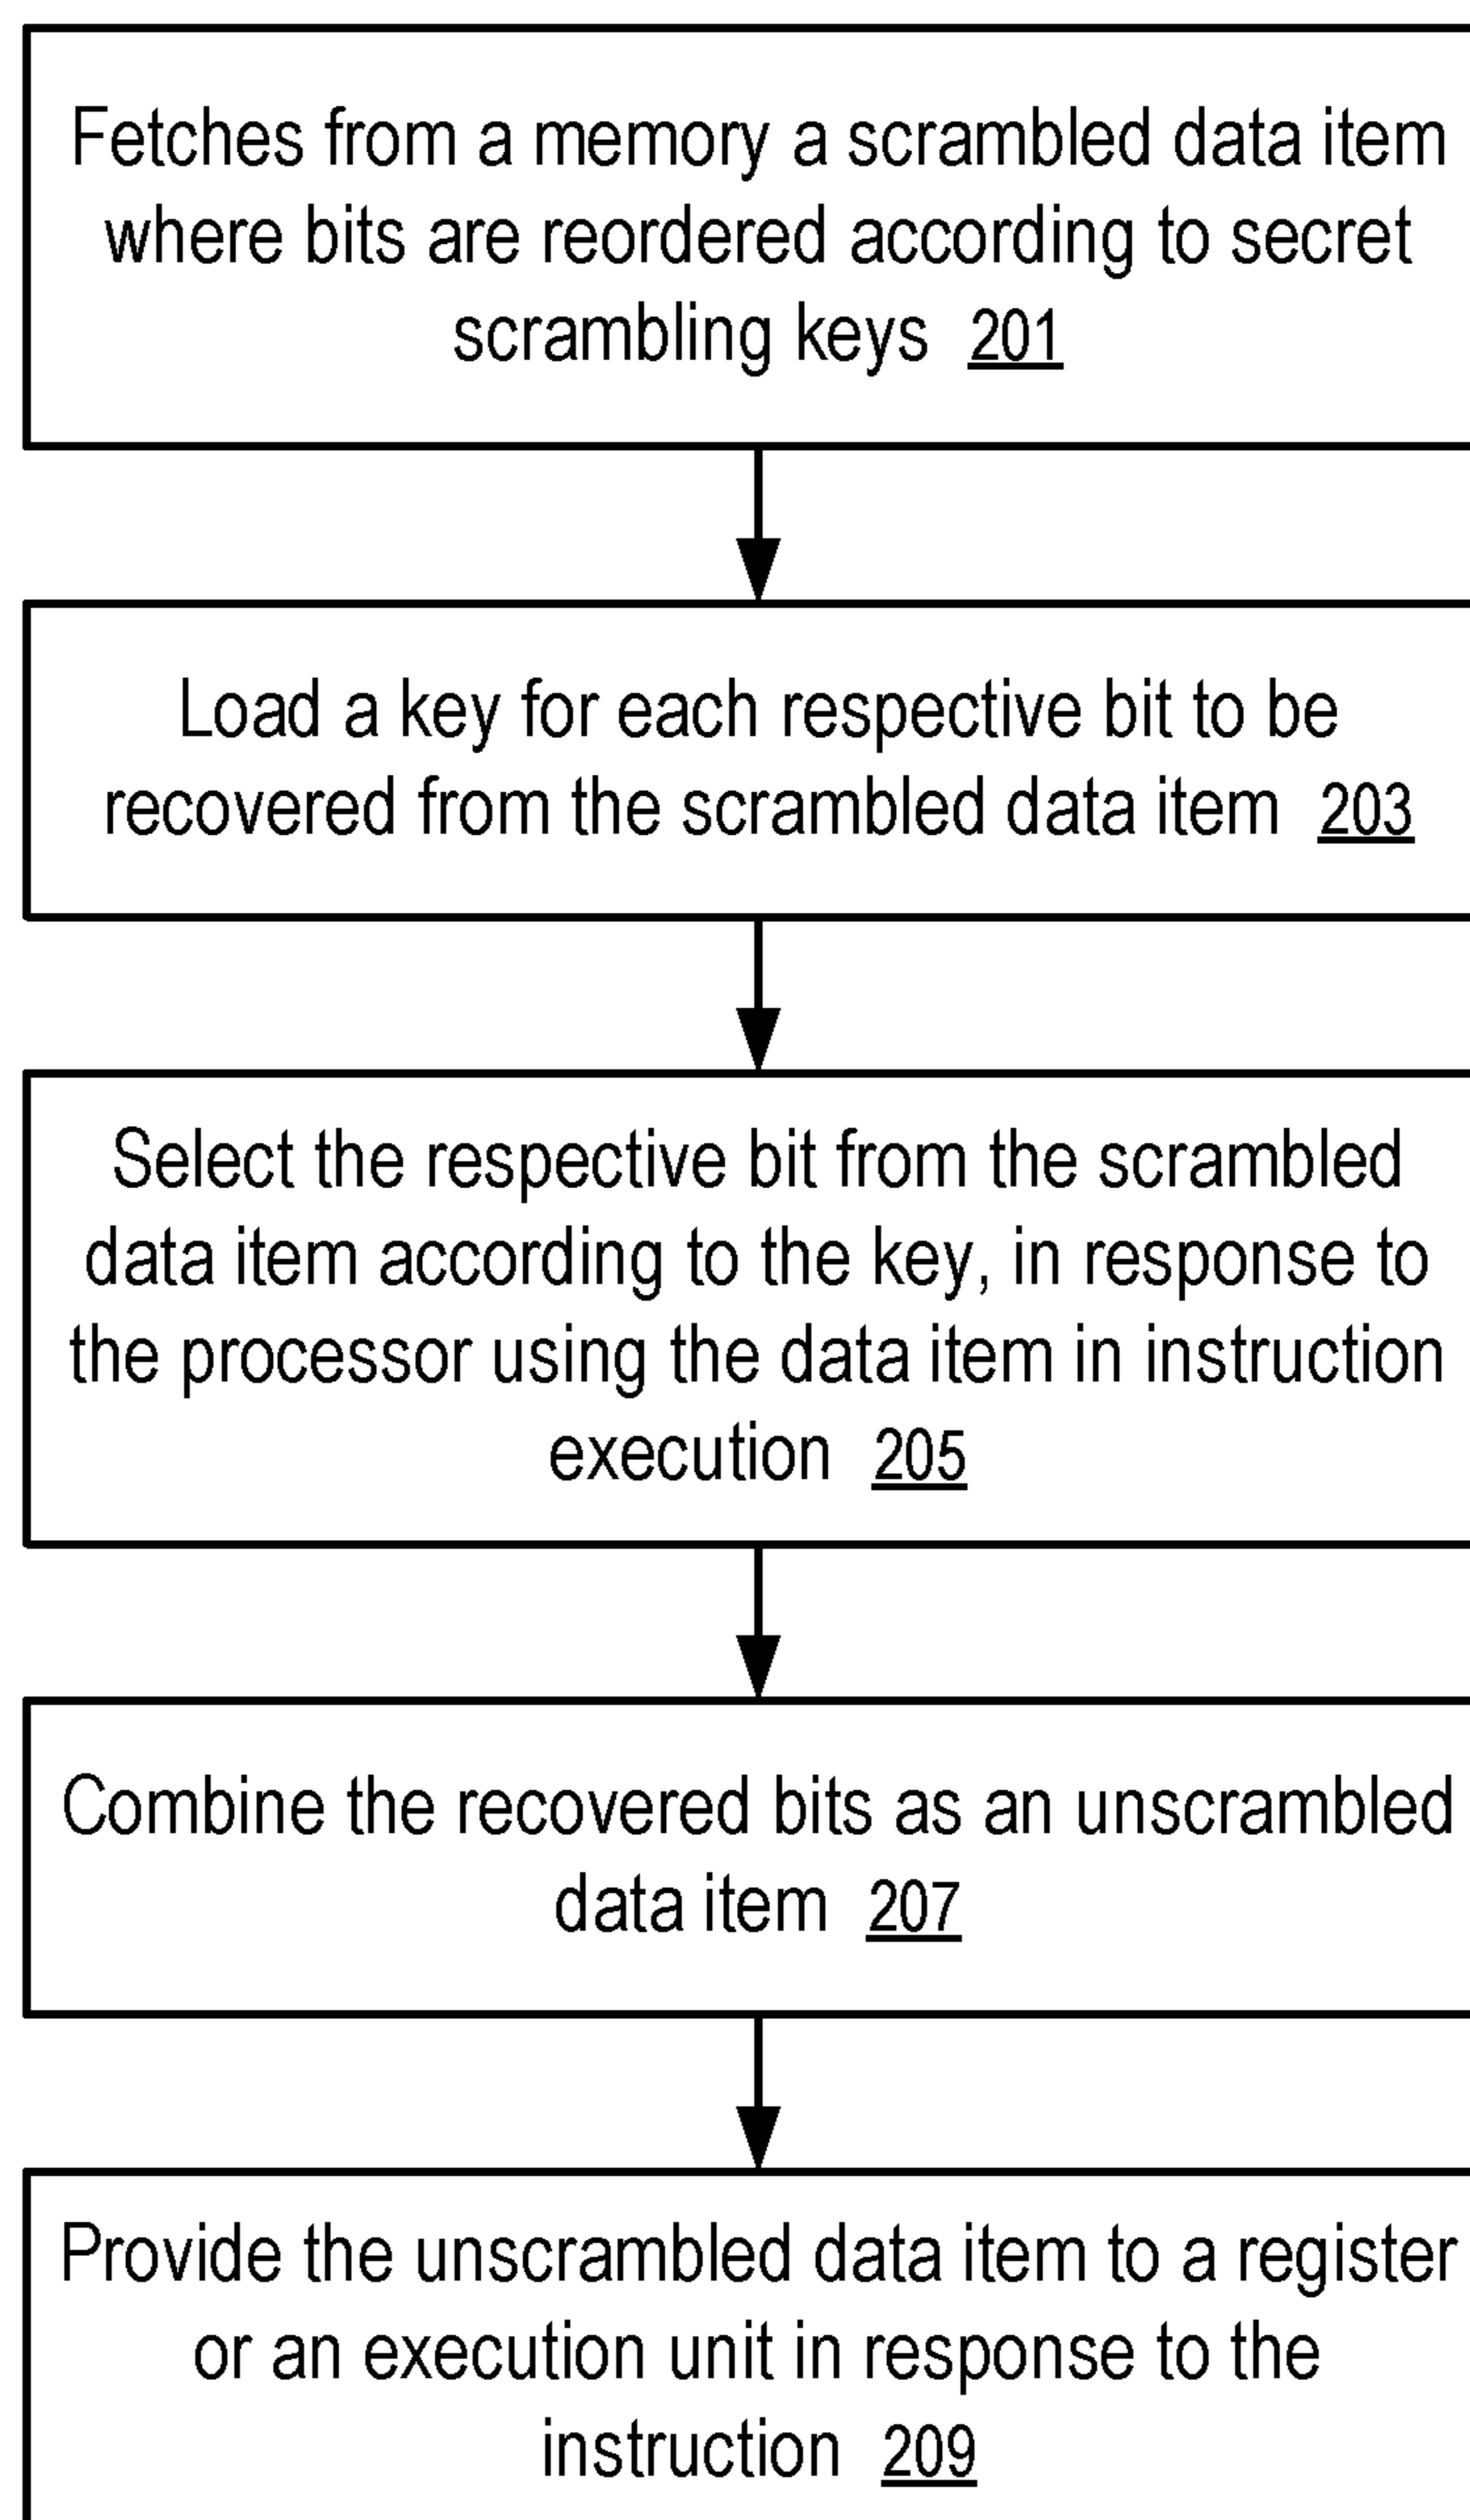 Fetches from a memory a scrambled data item
where bits are reordered according to secret
scrambling keys 201
Load a key for each respective bit to be
recovered from the scrambled data item 203
Select the respective bit from the scrambled
data item according to the key, in response to
the processor using the data item in instruction
execution 205
Combine the recovered bits as an unscrambled
data item 207
Provide the unscrambled data item to a register
or an execution unit in response to the
instruction 209